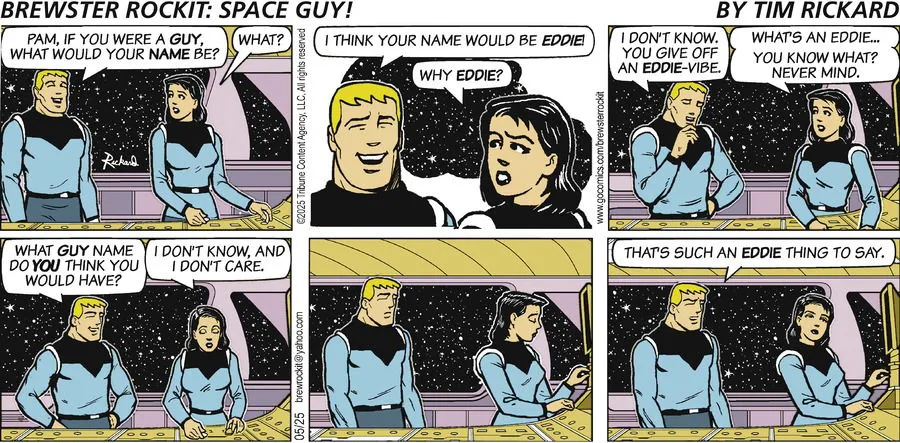 BREWSTER ROCKIT: SPACE GUY!
BY TIM RICKARD
PAM, IF YOU WERE A GUY,
WHAT WOULD YOUR NAME BE?
WHAT?
Rickard
©2025 Tribune Content Agency, LLC. All rights reserved
I THINK YOUR NAME WOULD BE EDDIE!
WHY EDDIE?
www.gocomics.com/brewsterrockit
I DON'T KNOW.
YOU GIVE OFF
AN EDDIE-VIBE.
WHAT'S AN EDDIE...
YOU KNOW WHAT?
NEVER MIND.
WHAT GUY NAME
DO YOU THINK YOU
WOULD HAVE?
I DON'T KNOW, AND
I DON'T CARE.
05/25 brewrockit@yahoo.com
THAT'S SUCH AN EDDIE THING TO SAY.